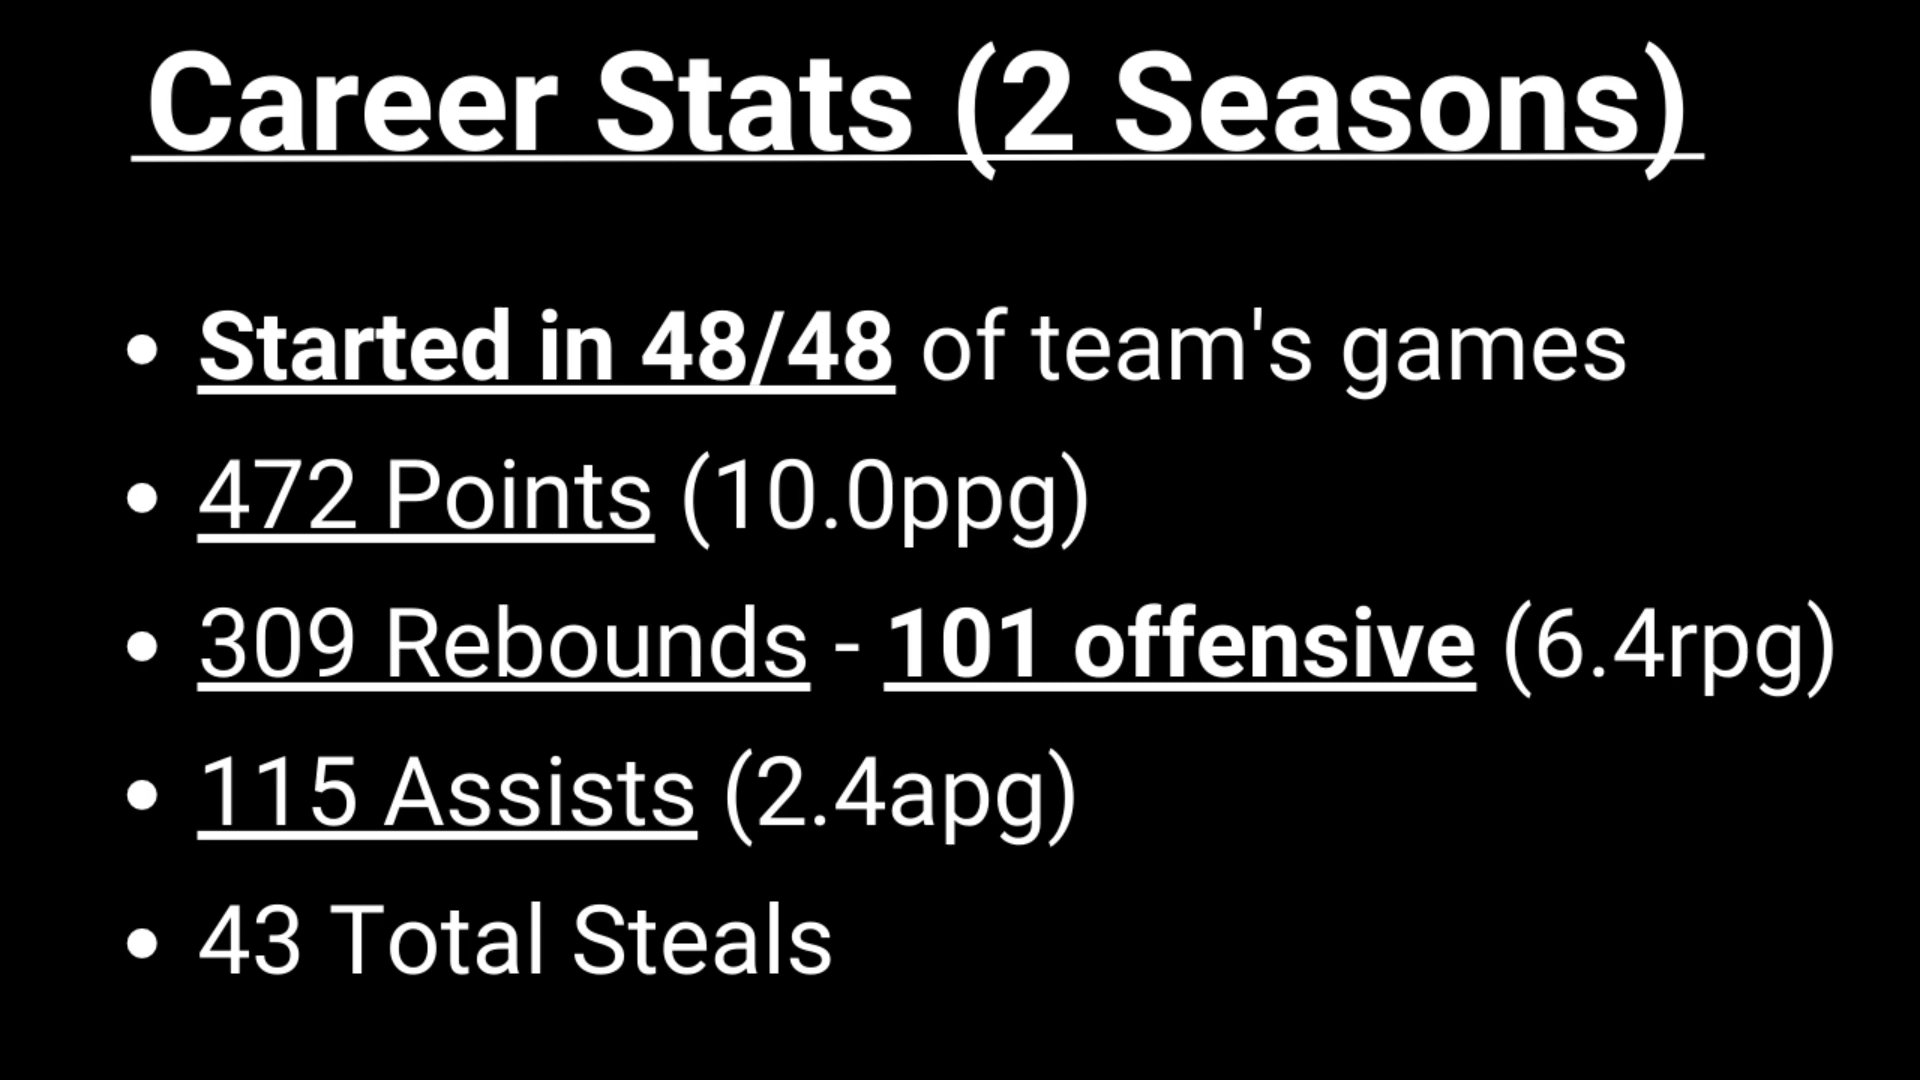 Career Stats (2 Seasons)
• Started in 48/48 of team's games
• 472 Points (10.0ppg)
• 309 Rebounds - 101 offensive (6.4rpg)
• 115 Assists (2.4apg)
• 43 Total Steals